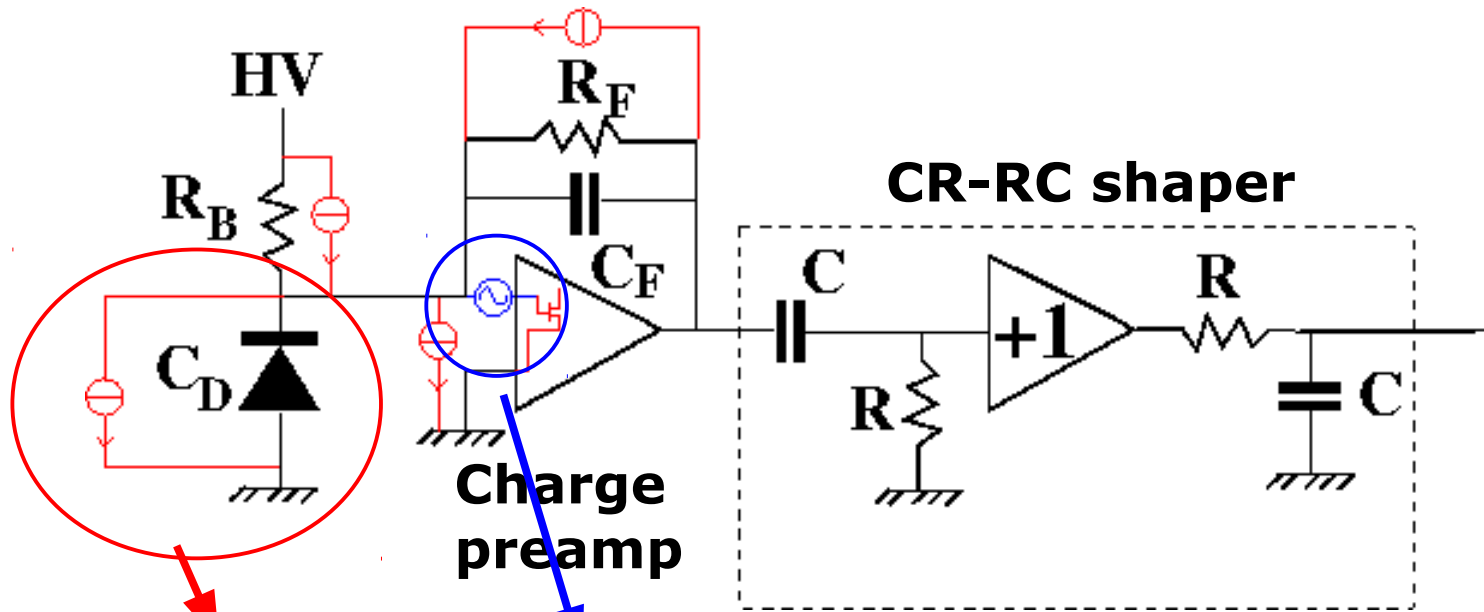 HV
R_F
R_B
C_F
C_D
CR-RC shaper
C
+1
R
R
C
Charge
preamp